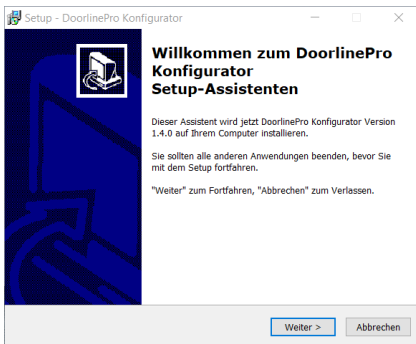 Setup - DoorlinePro Konfigurator
Willkommen zum DoorlinePro
Konfigurator
Setup-Assistenten
Dieser Assistent wird jetzt DoorlinePro Konfigurator Version
1.4.0 auf Ihrem Computer installieren.
Sie sollten alle anderen Anwendungen beenden, bevor Sie
mit dem Setup fortfahren.
"Weiter" zum Fortfahren, "Abbrechen" zum Verlassen.
Weiter >
Abbrechen